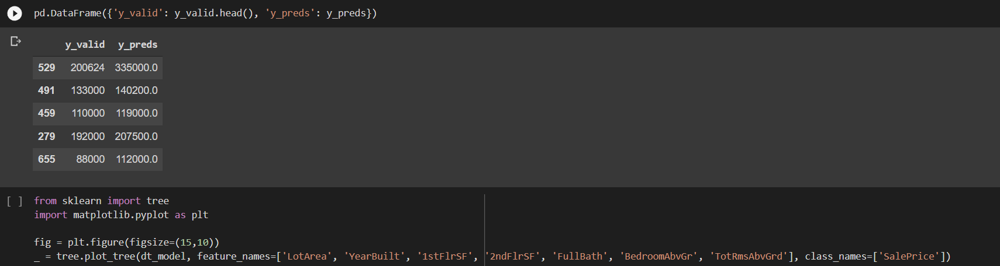 pd.DataFrame({'y_valid': y_valid.head(), 'y_preds': y_preds})
y_valid y_preds
529 200624 335000.0
491 133000 140200.0
459 110000 119000.0
279 192000 207500.0
655 88000 112000.0
[ ] from sklearn import tree
import matplotlib.pyplot as plt
fig = plt.figure(figsize=(15,10))
_ = tree.plot_tree(dt_model, feature_names=['LotArea', 'YearBuilt', '1stFlrSF', '2ndFlrSF', 'FullBath', 'BedroomAbvGr', 'TotRmsAbvGrd'], class_names=['SalePrice'])